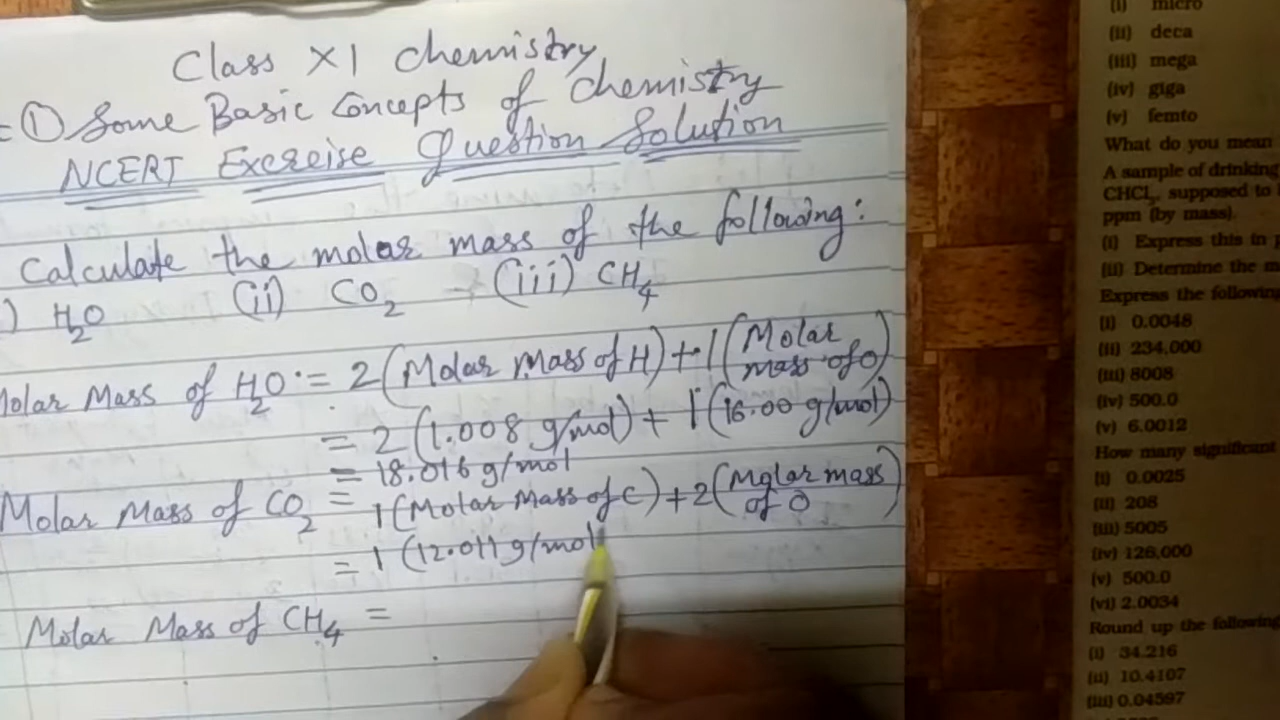 Class XI Chemistry
① Some Basic Concepts of Chemistry
NCERT Exercise Question Solution
Calculate the molar mass of the following:
) H₂O (ii) CO₂ (iii) CH₄
Molar Mass of H₂O = 2 (Molar Mass of H) + 1 (Molar mass of O)
= 2 (1.008 g/mol) + 1 (16.00 g/mol)
= 18.016 g/mol
Molar Mass of CO₂ = 1 (Molar Mass of C) + 2 (Molar mass of O)
= 1 (12.011 g/mol
Molar Mass of CH₄ =
(i) micro
(ii) deca
(iii) mega
(iv) giga
(v) femto
What do you mean
A sample of drinking
CHCl₃, supposed to
ppm (by mass).
(i) Express this in
(ii) Determine the
Express the following
(i) 0.0048
(ii) 234,000
(iii) 8008
(iv) 500.0
(v) 6.0012
How many significant
(i) 0.0025
(ii) 208
(iii) 5005
(iv) 126,000
(v) 500.0
(vi) 2.0034
Round up the following
(i) 34.216
(ii) 10.4107
(iii) 0.04597